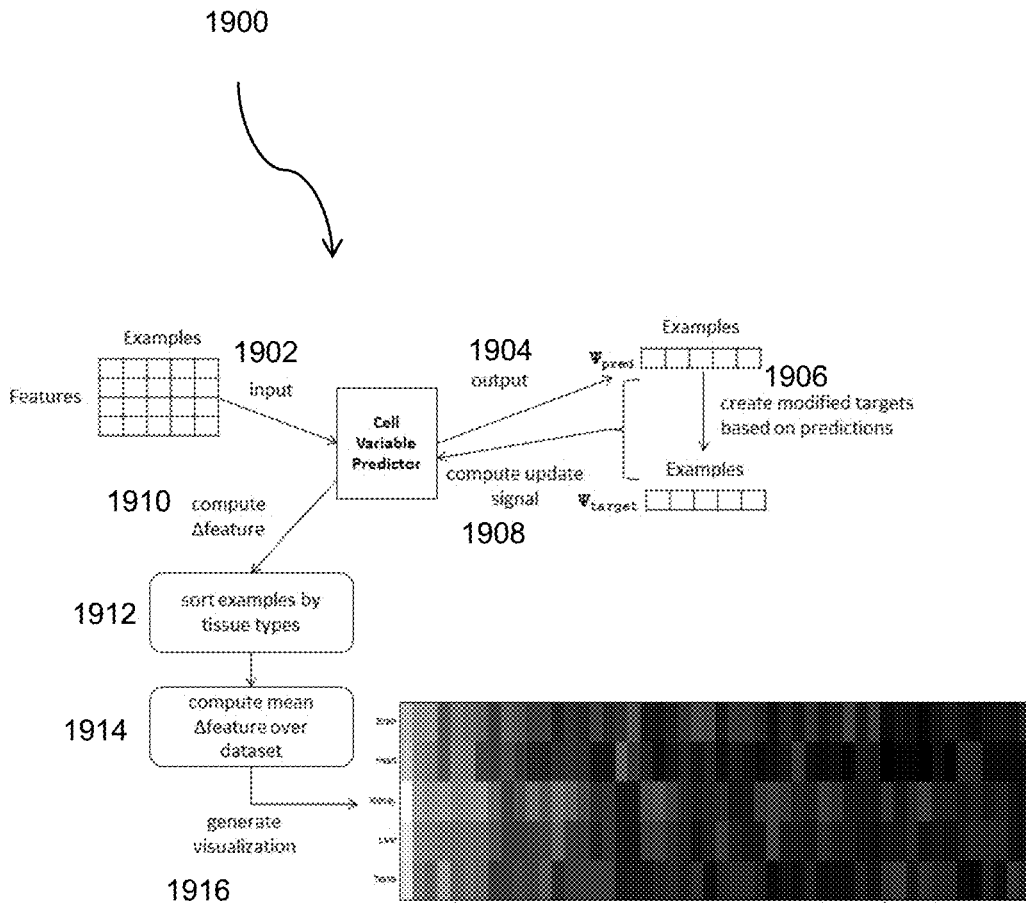 1900
Examples
Features
1902
input
Cell
Variable
Predictor
1904
output
Examples
Ψpred
1906
create modified targets
based on predictions
Examples
Ψtarget
compute update
signal
1908
1910
compute
Δfeature
1912
sort examples by
tissue types
1914
compute mean
Δfeature over
dataset
generate
visualization
1916